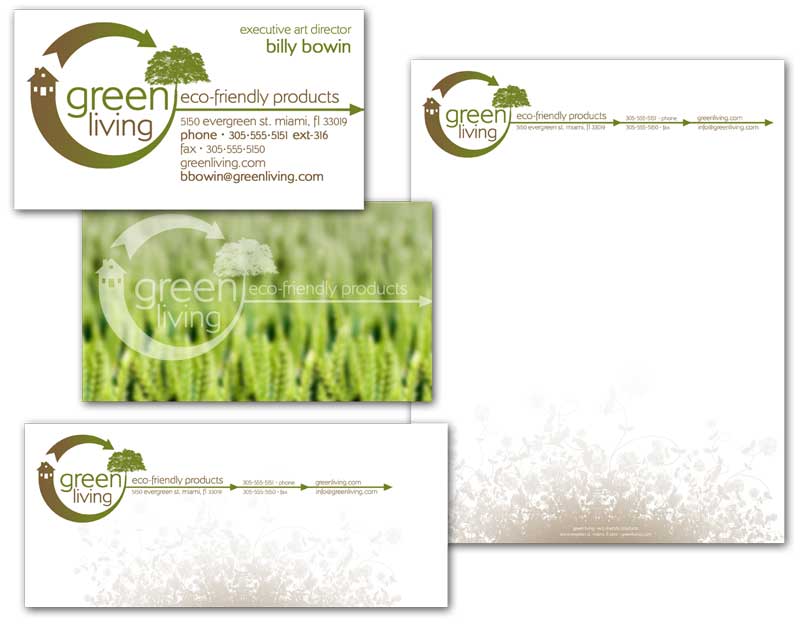 executive art director
billy bowin
green
living
eco-friendly products
5150 evergreen st. miami, fl 33019
phone • 305•555•5151 ext•316
fax • 305•555•5150
greenliving.com
bbowin@greenliving.com
green
living
eco-friendly products
green
living
eco-friendly products
5150 evergreen st. miami, fl 33019
305-555-5151 - phone
305-555-5150 - fax
greenliving.com
info@greenliving.com
green
living
eco-friendly products
5150 evergreen st. miami, fl 33019
305-555-5151 - phone
305-555-5150 - fax
greenliving.com
info@greenliving.com